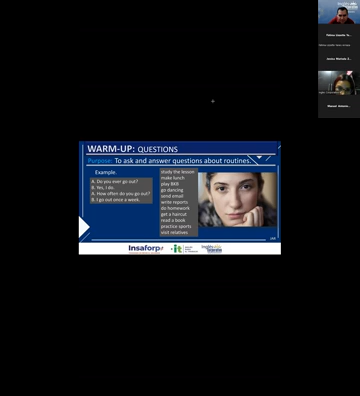 WARM-UP: QUESTIONS
Purpose: To ask and answer questions about routines.
Example.
A. Do you ever go out?
B. Yes, I do.
A. How often do you go out?
B. I go out once a week.
study the lesson
make lunch
play
go dancing
send email
write reports
do homework
get a haircut
read a book
practice sports
visit relatives
Insaforp
it